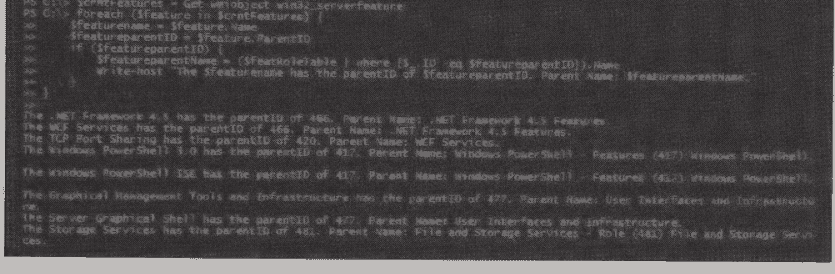 PS C:\> $crntFeatures = Get-wmiobject win32_serverfeature
PS C:\> Foreach ($feature in $crntFeatures) {
>> $featurename = $feature.Name
>> $featureparentID = $feature.ParentID
>> if ($featureparentID) {
>> $featureparentName = ($featRoleTable | where {$_.ID -eq $featureparentID}).Name
>> Write-host "The $featurename has the parentID of $featureparentID. Parent Name: $featureparentName."
>> }
>> }
>>
The .NET Framework 4.5 has the parentID of 466. Parent Name: .NET Framework 4.5 Features.
The WCF Services has the parentID of 466. Parent Name: .NET Framework 4.5 Features.
The TCP Port Sharing has the parentID of 420. Parent Name: WCF Services.
The Windows PowerShell 3.0 has the parentID of 417. Parent Name: Windows PowerShell - Features (417) Windows PowerShell.
The Windows PowerShell ISE has the parentID of 417. Parent Name: Windows PowerShell - Features (417) Windows PowerShell.
The Graphical Management Tools and Infrastructure has the parentID of 477. Parent Name: User Interfaces and Infrastructu
re.
The Server Graphical Shell has the parentID of 477. Parent Name: User Interfaces and Infrastructure.
The Storage Services has the parentID of 481. Parent Name: File and Storage Services - Role (481) File and Storage Servi
ces.